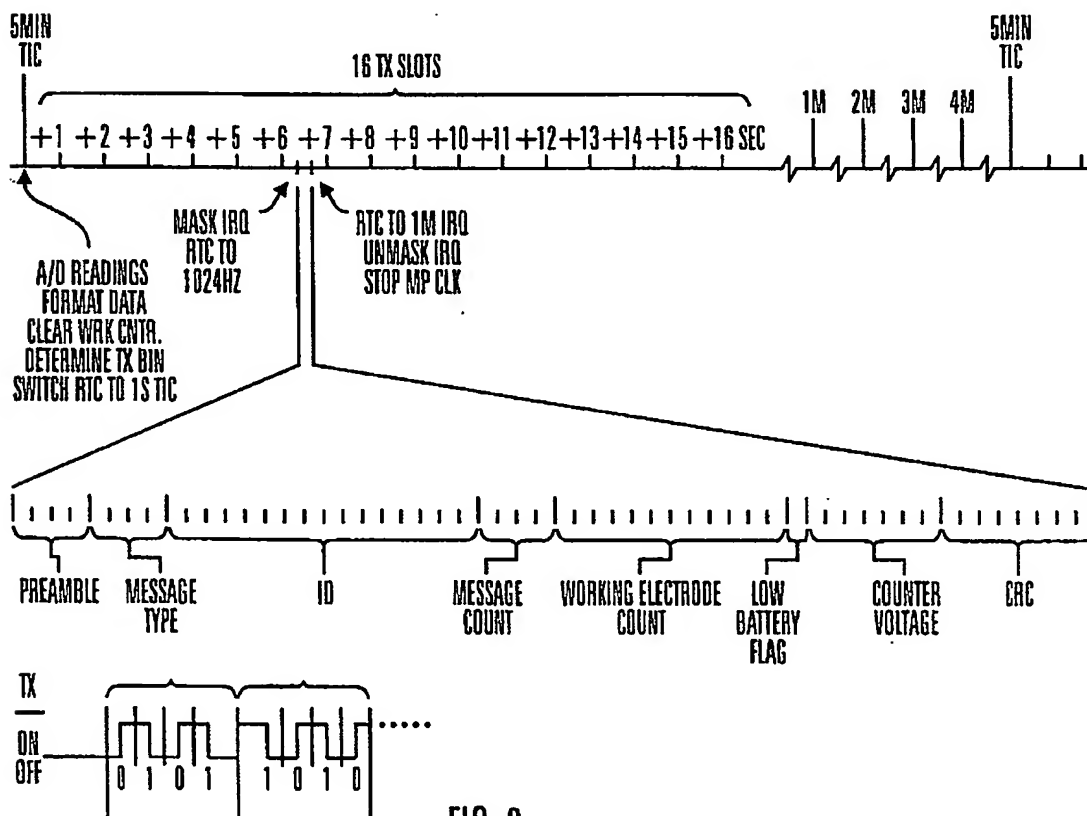 5MIN
TIC
16 TX SLOTS
5MIN
TIC
+1 +2 +3 +4 +5 +6 +7 +8 +9 +10 +11 +12 +13 +14 +15 +16 SEC
1M 2M 3M 4M
MASK IRQ
RTC TO
1024HZ
RTC TO 1M IRQ
UNMASK IRQ
STOP MP CLK
A/D READINGS
FORMAT DATA
CLEAR WRK CNTR.
DETERMINE TX BIN
SWITCH RTC TO 1S TIC
PREAMBLE
MESSAGE
TYPE
ID
MESSAGE
COUNT
WORKING ELECTRODE
COUNT
LOW
BATTERY
FLAG
COUNTER
VOLTAGE
CRC
TX
ON
OFF
0 1 0 1 1 0 1 0